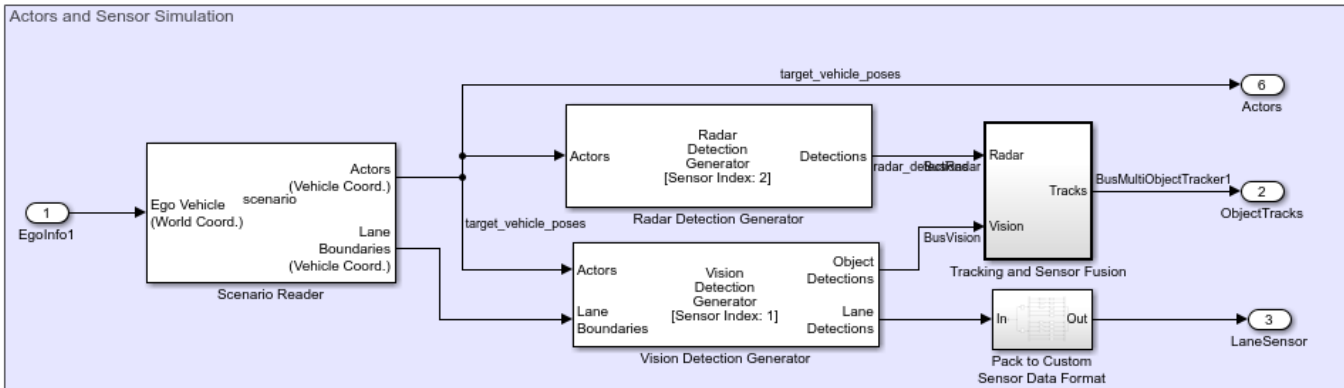 Actors and Sensor Simulation
target_vehicle_poses
6
Actors
Radar
Detection
Generator
[Sensor Index: 2]
Actors
Detections
Radar Detection Generator
Radar
Tracks
Vision
Tracking and Sensor Fusion
BusMultiObjectTracker1
2
ObjectTracks
1
EgoInfo1
Ego Vehicle
(World Coord.)
scenario
Actors
(Vehicle Coord.)
Lane
Boundaries
(Vehicle Coord.)
Scenario Reader
target_vehicle_poses
BusVision
Actors
Lane
Boundaries
Vision
Detection
Generator
[Sensor Index: 1]
Object
Detections
Lane
Detections
Vision Detection Generator
In
Out
Pack to Custom
Sensor Data Format
3
LaneSensor